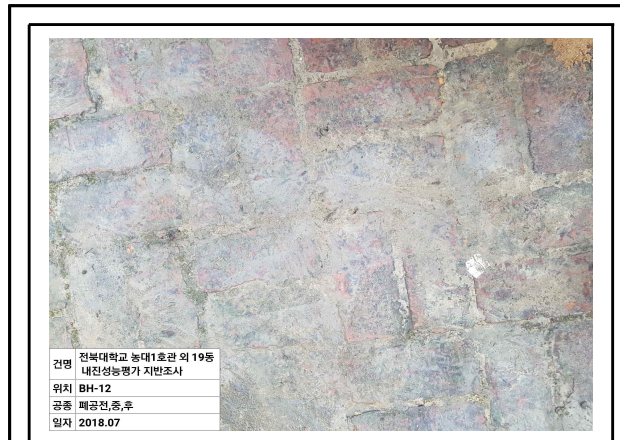 건명 전북대학교 농대1호관 외 19동
내진성능평가 지반조사
위치 BH-12
공종 폐공전,중,후
일자 2018.07